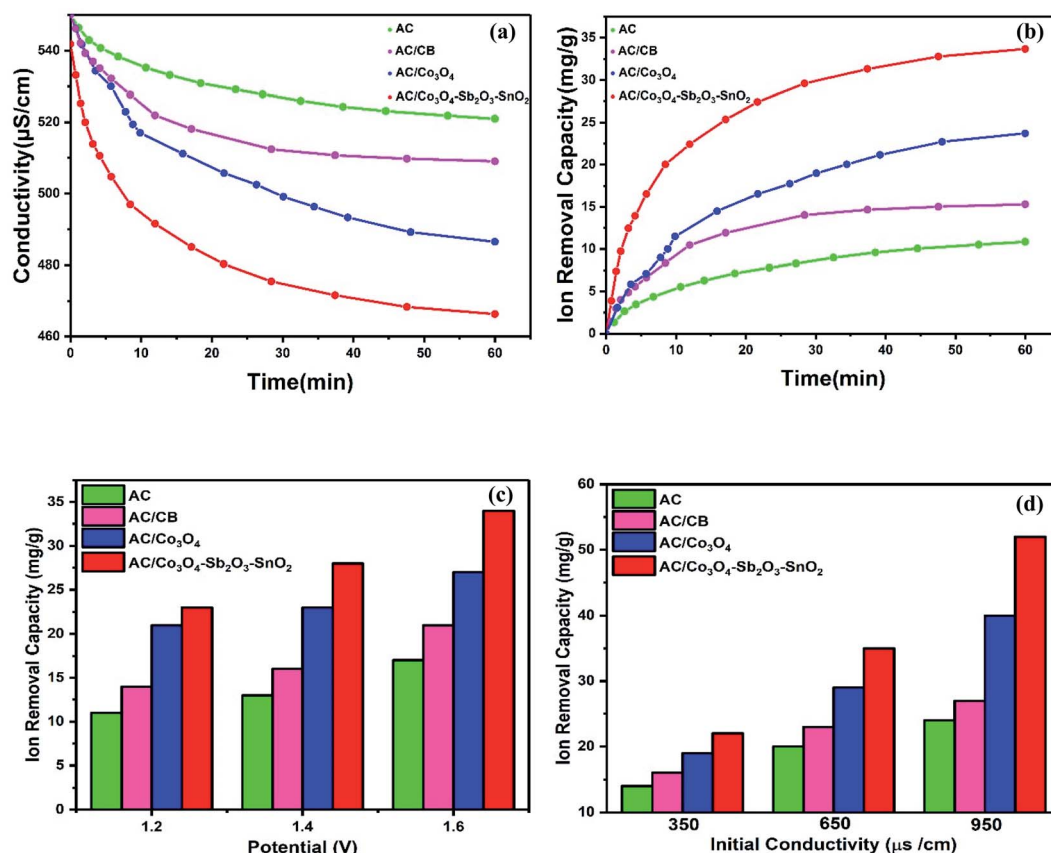 (a)
AC
AC/CB
AC/Co₃O₄
AC/Co₃O₄-Sb₂O₃-SnO₂
Conductivity(µS/cm)
540
520
500
480
460
0 10 20 30 40 50 60
Time(min)
(b)
AC
AC/CB
AC/Co₃O₄
AC/Co₃O₄-Sb₂O₃-SnO₂
Ion Removal Capacity(mg/g)
35
30
25
20
15
10
5
0
0 10 20 30 40 50 60
Time(min)
(c)
AC
AC/CB
AC/Co₃O₄
AC/Co₃O₄-Sb₂O₃-SnO₂
Ion Removal Capacity (mg/g)
35
30
25
20
15
10
5
0
1.2 1.4 1.6
Potential (V)
(d)
AC
AC/CB
AC/Co₃O₄
AC/Co₃O₄-Sb₂O₃-SnO₂
Ion Removal Capacity (mg/g)
60
50
40
30
20
10
350 650 950
Initial Conductivity (µs /cm)